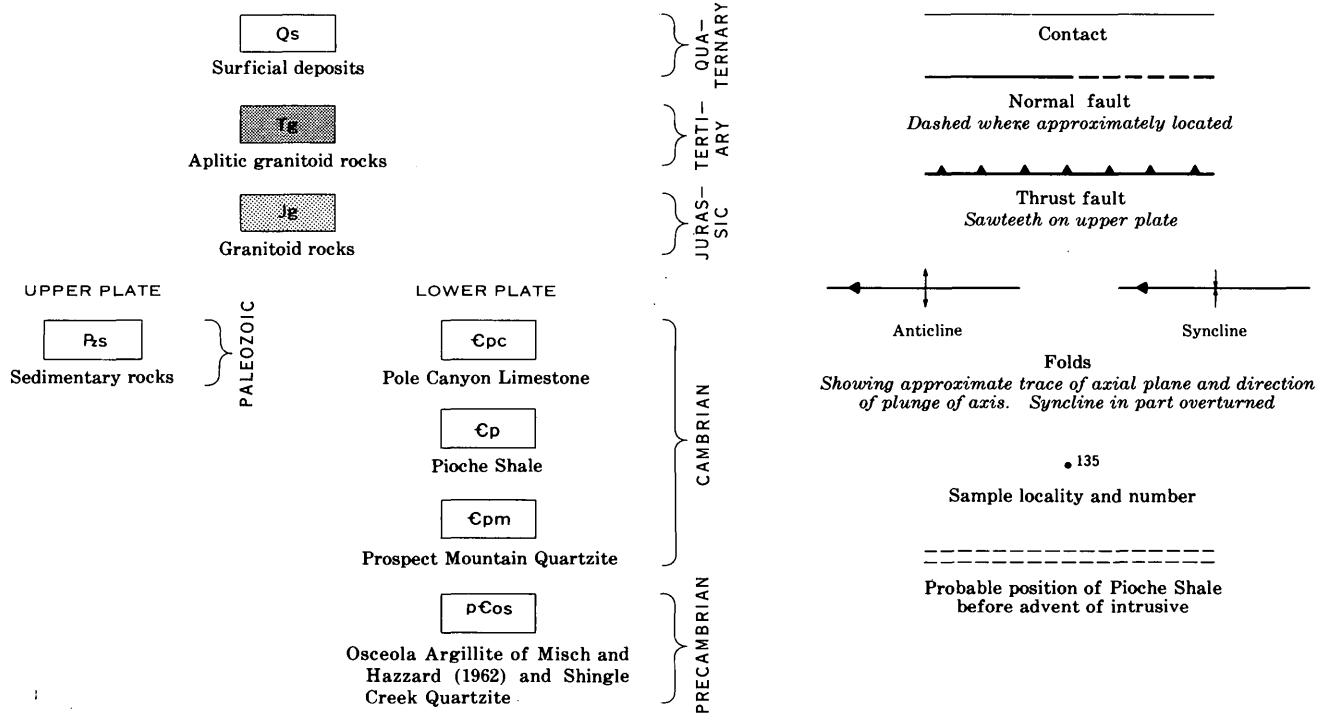 Qs
Surficial deposits
QUA–
TERNARY
Tg
Aplitic granitoid rocks
TERTI–
ARY
Jg
Granitoid rocks
JURAS–
SIC
UPPER PLATE
LOWER PLATE
P̶zs
Sedimentary rocks
PALEOZOIC
Ꞓpc
Pole Canyon Limestone
Ꞓp
Pioche Shale
Ꞓpm
Prospect Mountain Quartzite
CAMBRIAN
pꞒos
Osceola Argillite of Misch and
Hazzard (1962) and Shingle
Creek Quartzite
PRECAMBRIAN
Contact
Normal fault
Dashed where approximately located
Thrust fault
Sawteeth on upper plate
Anticline
Syncline
Folds
Showing approximate trace of axial plane and direction
of plunge of axis. Syncline in part overturned
135
Sample locality and number
Probable position of Pioche Shale
before advent of intrusive